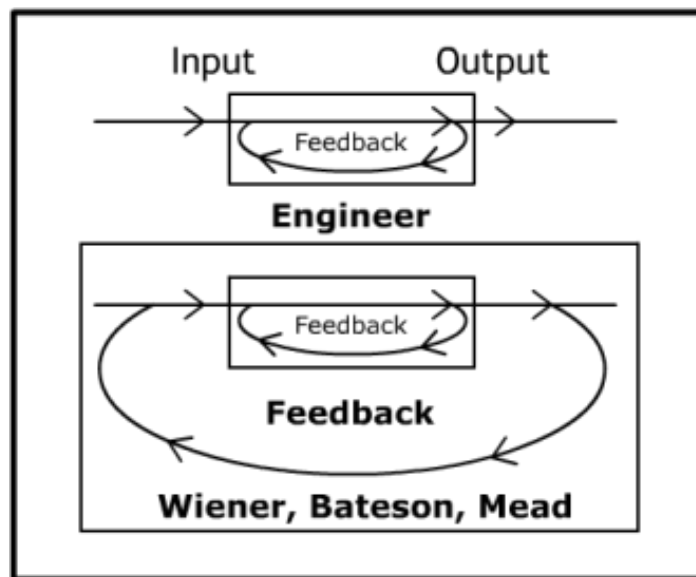 Input Output
Feedback
Engineer
Feedback
Feedback
Wiener, Bateson, Mead